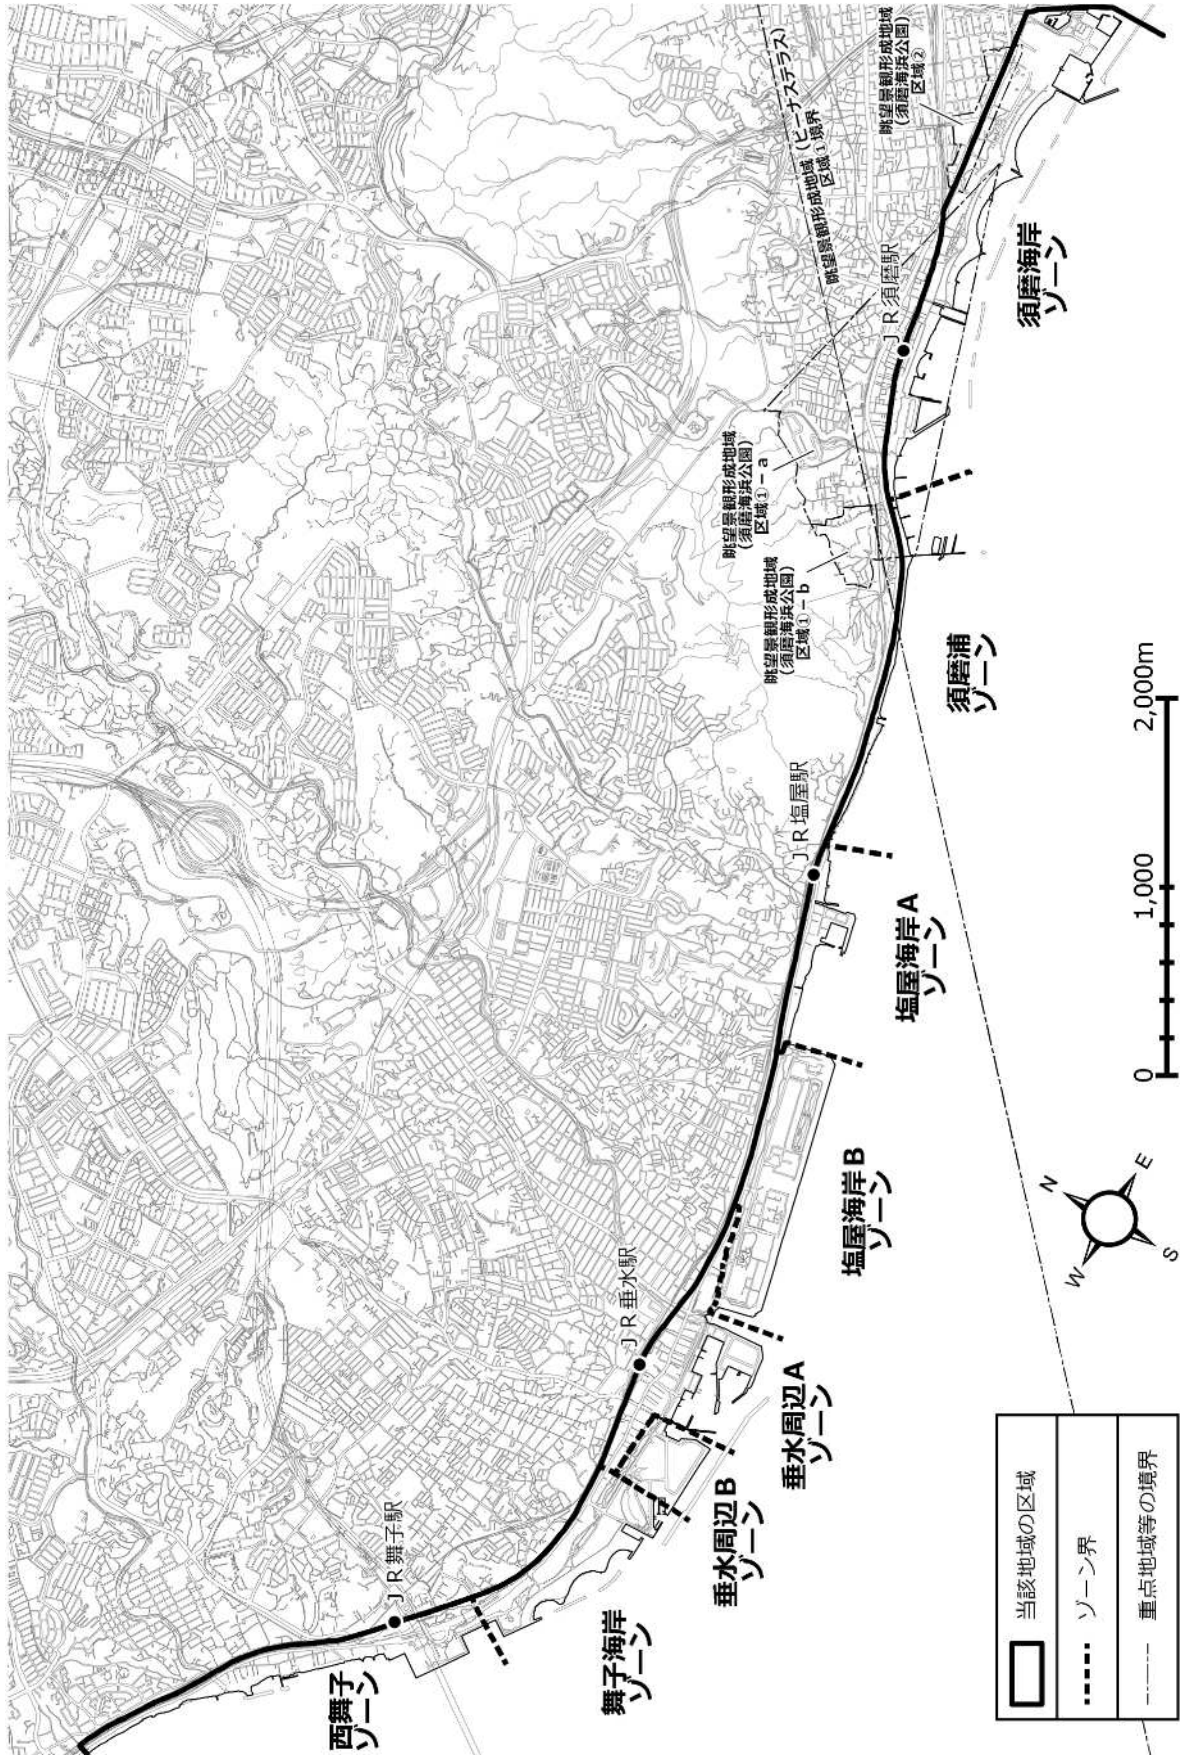 西舞子
ゾーン
JR舞子駅
舞子海岸
ゾーン
垂水周辺B
ゾーン
垂水周辺A
ゾーン
JR垂水駅
塩屋海岸B
ゾーン
塩屋海岸A
ゾーン
JR塩屋駅
須磨浦
ゾーン
眺望景観形成地域
(須磨海浜公園)
区域①-b
眺望景観形成地域
(須磨海浜公園)
区域①-a
JR須磨駅
須磨海岸
ゾーン
眺望景観形成地域(ビーナステラス)
区域①境界
眺望景観形成地域
(須磨海浜公園)
区域②
当該地域の区域
ゾーン界
重点地域等の境界
N
E
S
W
0
1,000
2,000m